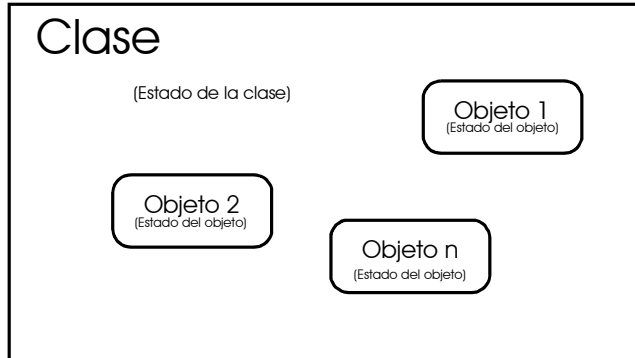 Clase
(Estado de la clase)
Objeto 1
(Estado del objeto)
Objeto 2
(Estado del objeto)
Objeto n
(Estado del objeto)